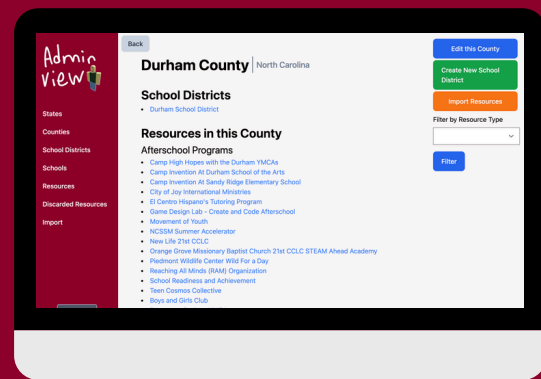 Admin
view
States
Counties
School Districts
Schools
Resources
Discarded Resources
Import
Back
Durham County
North Carolina
School Districts
Durham School District
Resources in this County
Afterschool Programs
Camp High Hopes with the Durham YMCAs
Camp Invention At Durham School of the Arts
Camp Invention At Sandy Ridge Elementary School
City of Joy International Ministries
El Centro Hispano's Tutoring Program
Game Design Lab - Create and Code Afterschool
Movement of Youth
NCSSM Summer Accelerator
New Life 21st CCLC
Orange Grove Missionary Baptist Church 21st CCLC STEAM Ahead Academy
Piedmont Wildlife Center Wild For a Day
Reaching All Minds (RAM) Organization
School Readiness and Achievement
Teen Cosmos Collective
Boys and Girls Club
Edit this County
Create New School
District
Import Resources
Filter by Resource Type
Filter